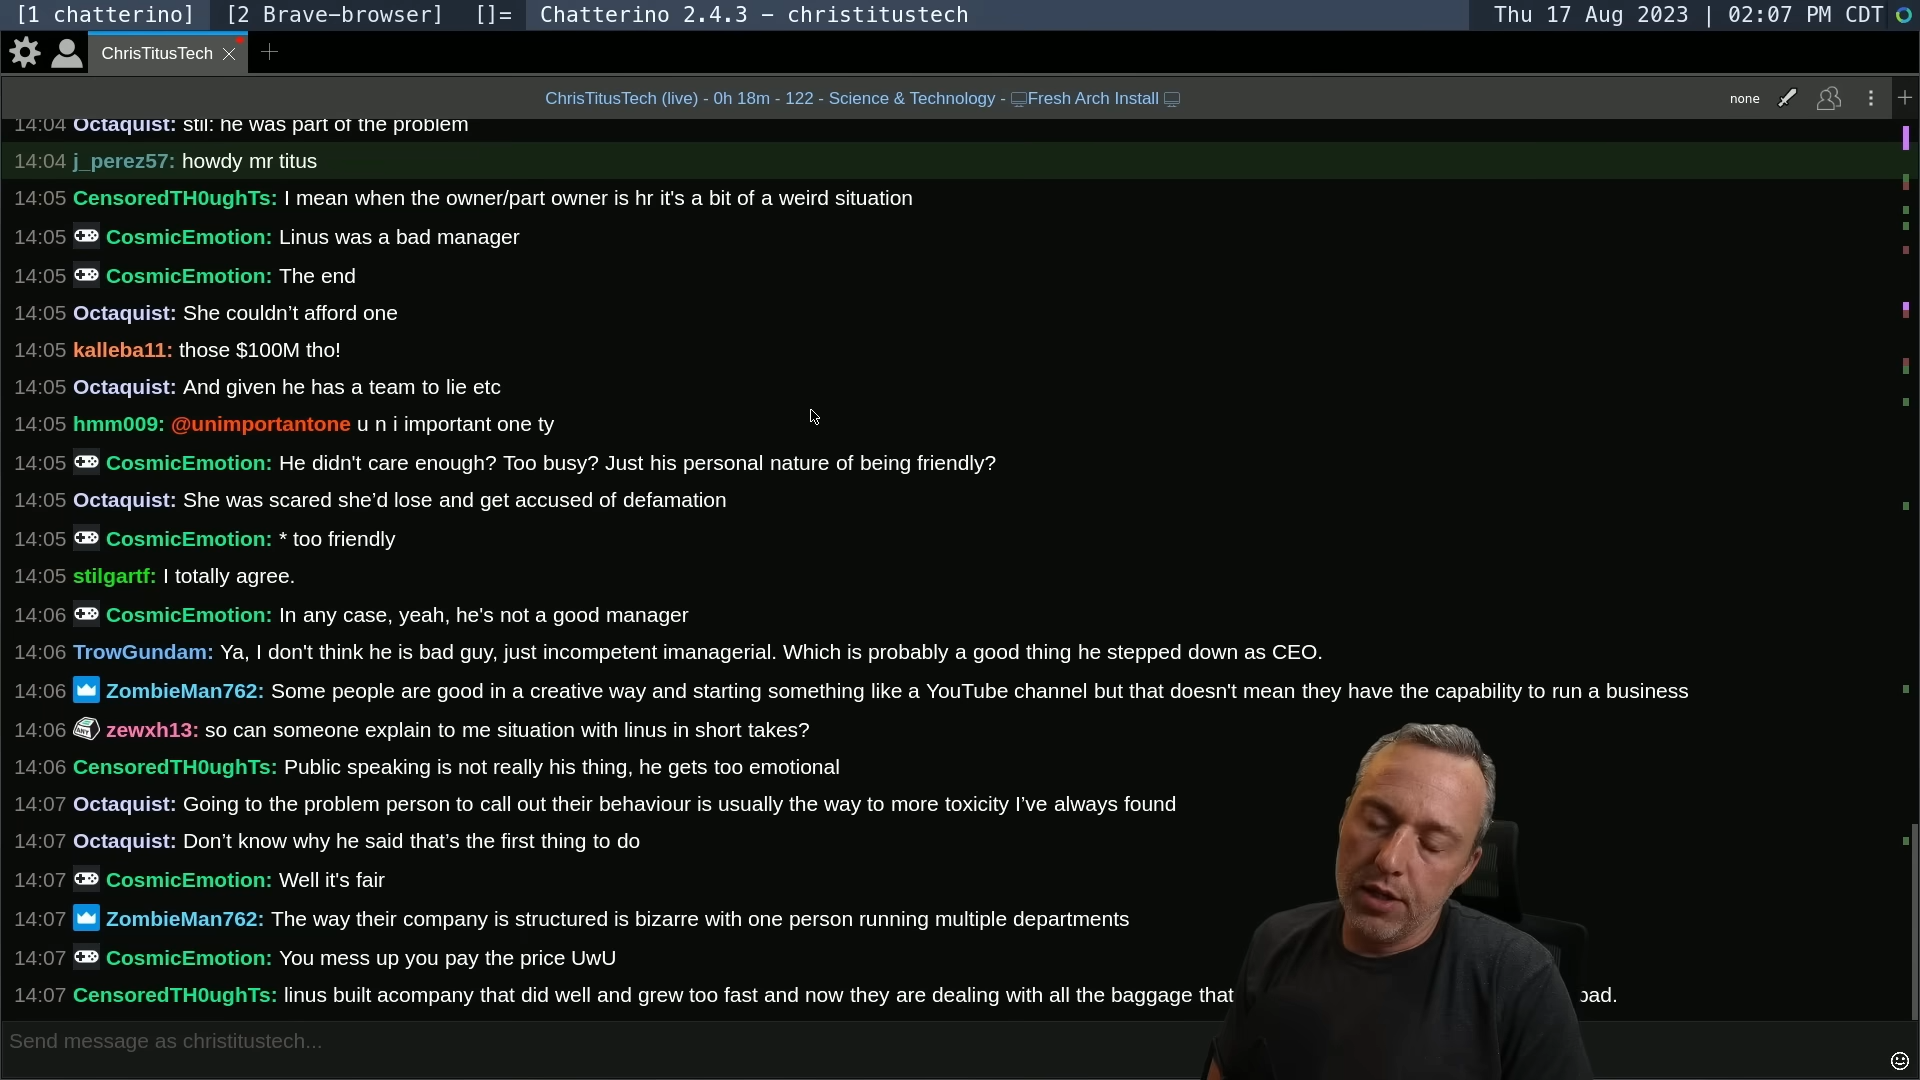 [1 chatterino] [2 Brave-browser] []= Chatterino 2.4.3 - christitustech Thu 17 Aug 2023 | 02:07 PM CDT
ChrisTitusTech
ChrisTitusTech (live) - 0h 18m - 122 - Science & Technology - 🖥Fresh Arch Install 🖥 none
14:04 Octaquist: stil: he was part of the problem
14:04 j_perez57: howdy mr titus
14:05 CensoredTH0ughTs: I mean when the owner/part owner is hr it's a bit of a weird situation
14:05 CosmicEmotion: Linus was a bad manager
14:05 CosmicEmotion: The end
14:05 Octaquist: She couldn’t afford one
14:05 kalleba11: those $100M tho!
14:05 Octaquist: And given he has a team to lie etc
14:05 hmm009: @unimportantone u n i important one ty
14:05 CosmicEmotion: He didn't care enough? Too busy? Just his personal nature of being friendly?
14:05 Octaquist: She was scared she’d lose and get accused of defamation
14:05 CosmicEmotion: * too friendly
14:05 stilgartf: I totally agree.
14:06 CosmicEmotion: In any case, yeah, he's not a good manager
14:06 TrowGundam: Ya, I don't think he is bad guy, just incompetent imanagerial. Which is probably a good thing he stepped down as CEO.
14:06 ZombieMan762: Some people are good in a creative way and starting something like a YouTube channel but that doesn't mean they have the capability to run a business
14:06 zewxh13: so can someone explain to me situation with linus in short takes?
14:06 CensoredTH0ughTs: Public speaking is not really his thing, he gets too emotional
14:07 Octaquist: Going to the problem person to call out their behaviour is usually the way to more toxicity I’ve always found
14:07 Octaquist: Don’t know why he said that’s the first thing to do
14:07 CosmicEmotion: Well it's fair
14:07 ZombieMan762: The way their company is structured is bizarre with one person running multiple departments
14:07 CosmicEmotion: You mess up you pay the price UwU
14:07 CensoredTH0ughTs: linus built acompany that did well and grew too fast and now they are dealing with all the baggage that
Send message as christitustech...